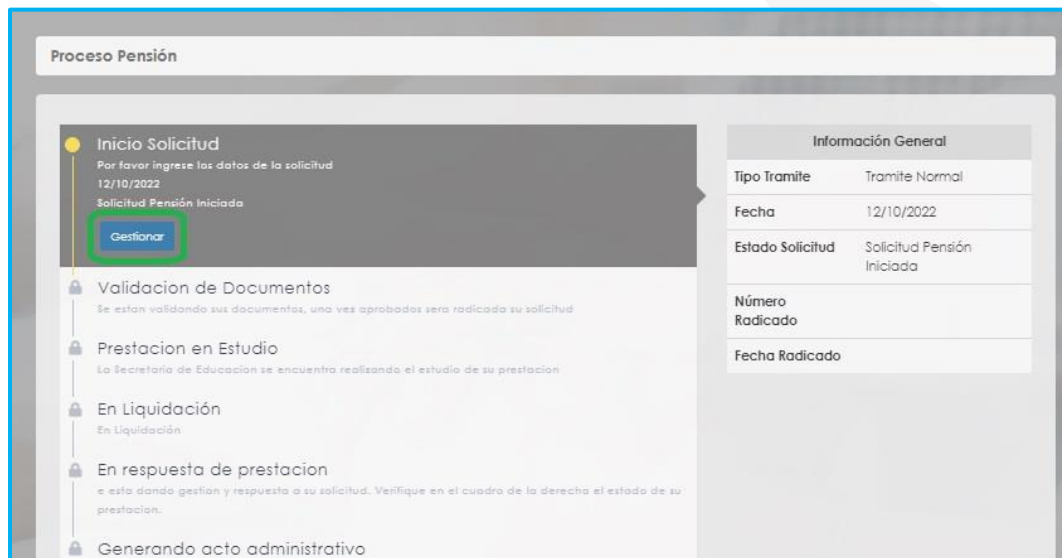 Proceso Pensión
Inicio Solicitud
Por favor ingrese los datos de la solicitud
12/10/2022
Solicitud Pensión Iniciada
Gestionar
Validacion de Documentos
Se estan validando sus documentos, una vez aprobados sera radicada su solicitud
Prestacion en Estudio
La Secretaria de Educacion se encuentra realizando el estudio de su prestacion
En Liquidación
En Liquidación
En respuesta de prestacion
e esta dando gestion y respuesta a su solicitud. Verifique en el cuadro de la derecha el estado de su
prestacion.
Generando acto administrativo
Información General
Tipo Tramite Tramite Normal
Fecha 12/10/2022
Estado Solicitud Solicitud Pensión
Iniciada
Número
Radicado
Fecha Radicado